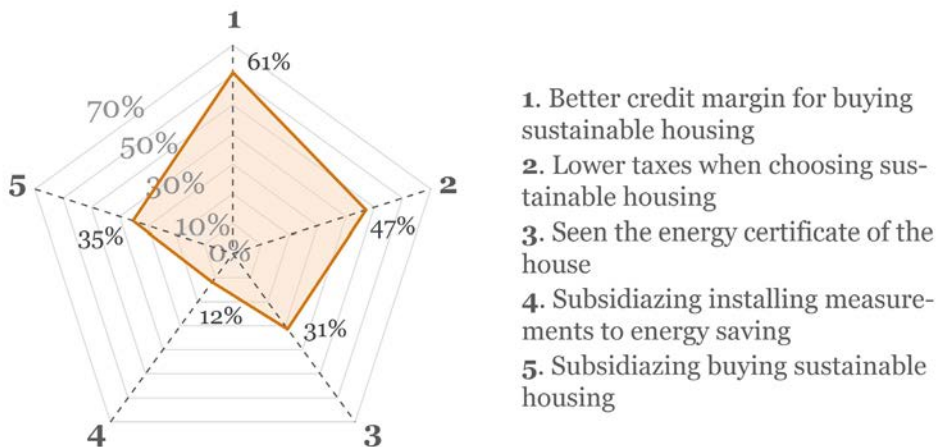 1
61%
70%
50%
5
2
30%
10%
47%
35%
0%
12%
31%
4
3
1. Better credit margin for buying
sustainable housing
2. Lower taxes when choosing sus-
tainable housing
3. Seen the energy certificate of the
house
4. Subsidiazing installing measure-
ments to energy saving
5. Subsidiazing buying sustainable
housing